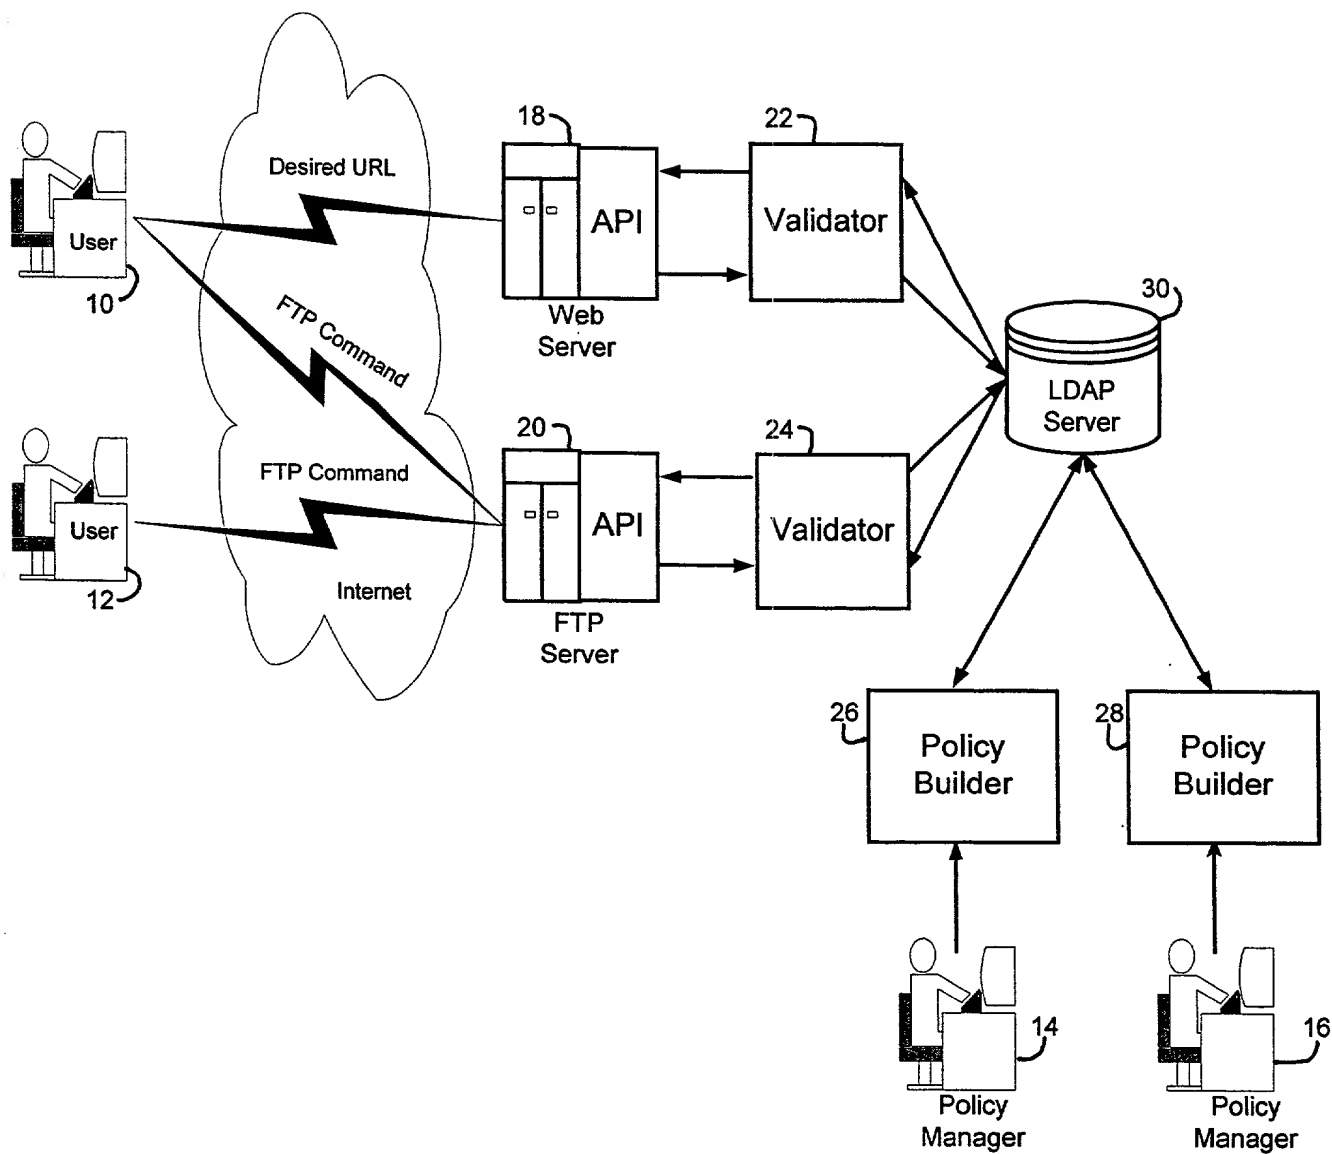 18
22
Desired URL
API
Validator
User
10
30
Web
Server
FTP Command
LDAP
Server
20
24
FTP Command
API
Validator
User
12
Internet
FTP
Server
26
28
Policy
Builder
Policy
Builder
14
16
Policy
Manager
Policy
Manager